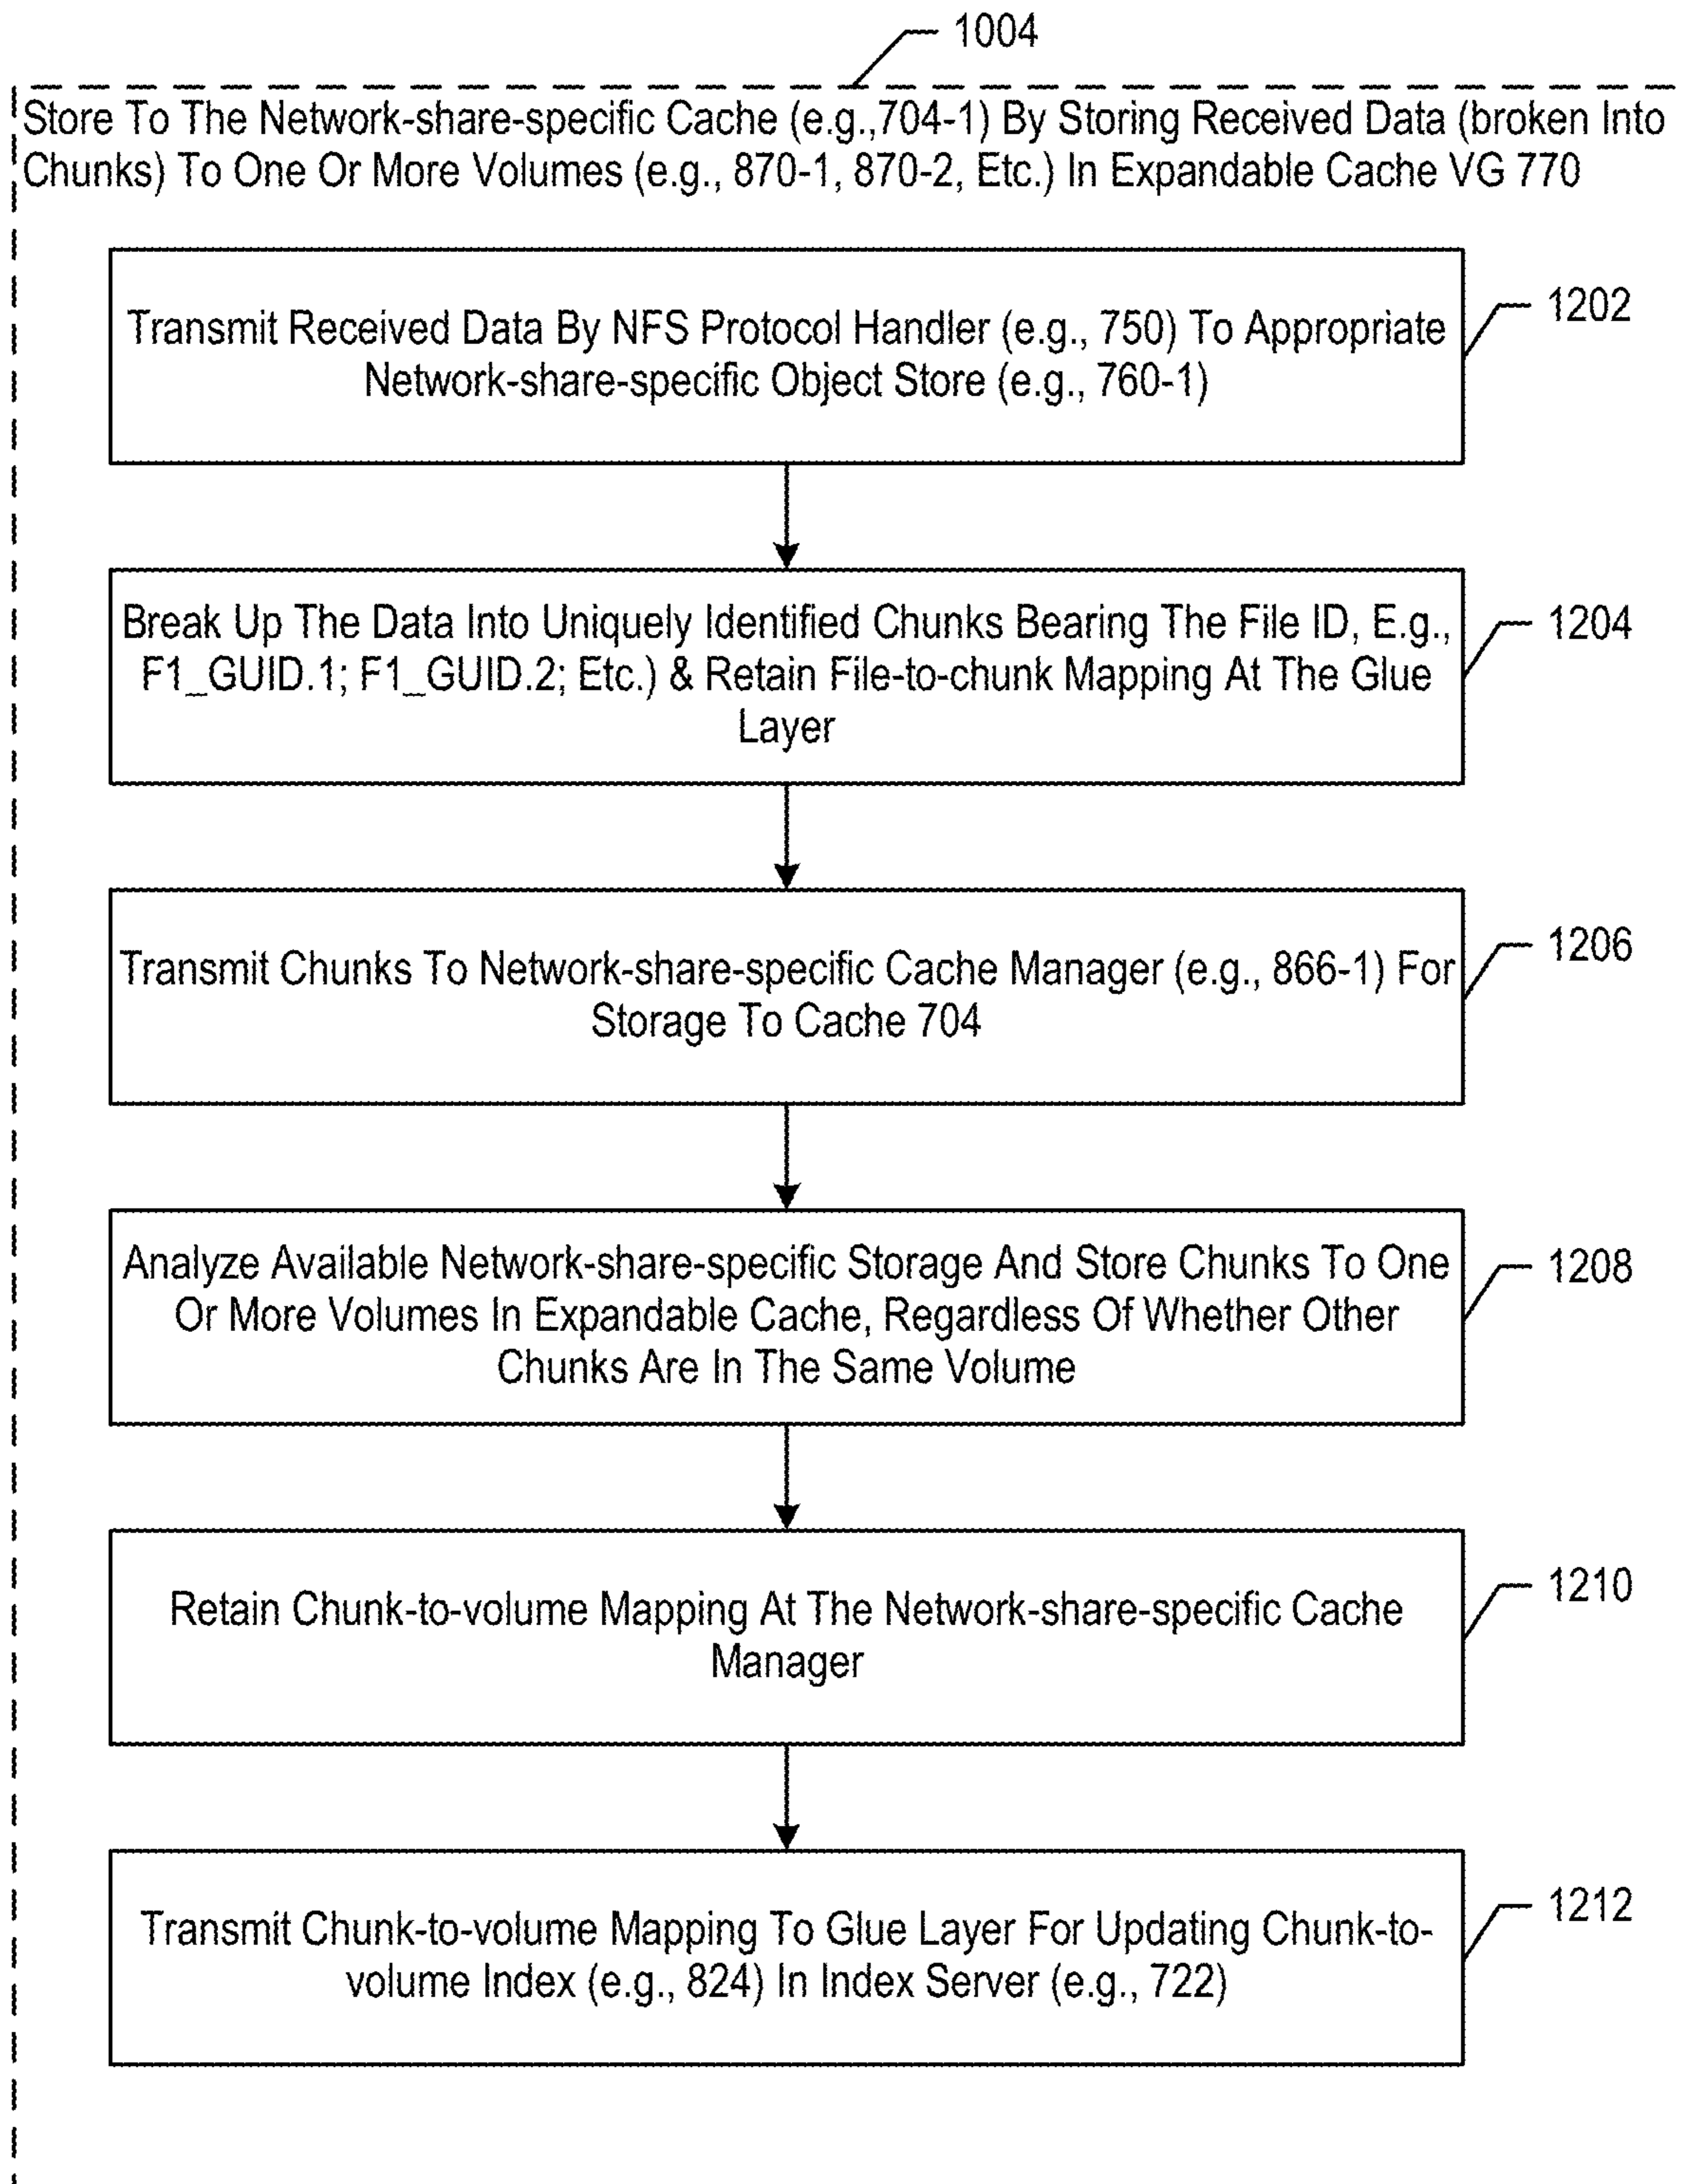 1004
Store To The Network-share-specific Cache (e.g.,704-1) By Storing Received Data (broken Into
Chunks) To One Or More Volumes (e.g., 870-1, 870-2, Etc.) In Expandable Cache VG 770
1202
Transmit Received Data By NFS Protocol Handler (e.g., 750) To Appropriate
Network-share-specific Object Store (e.g., 760-1)
1204
Break Up The Data Into Uniquely Identified Chunks Bearing The File ID, E.g.,
F1_GUID.1; F1_GUID.2; Etc.) & Retain File-to-chunk Mapping At The Glue
Layer
1206
Transmit Chunks To Network-share-specific Cache Manager (e.g., 866-1) For
Storage To Cache 704
1208
Analyze Available Network-share-specific Storage And Store Chunks To One
Or More Volumes In Expandable Cache, Regardless Of Whether Other
Chunks Are In The Same Volume
1210
Retain Chunk-to-volume Mapping At The Network-share-specific Cache
Manager
1212
Transmit Chunk-to-volume Mapping To Glue Layer For Updating Chunk-to-
volume Index (e.g., 824) In Index Server (e.g., 722)